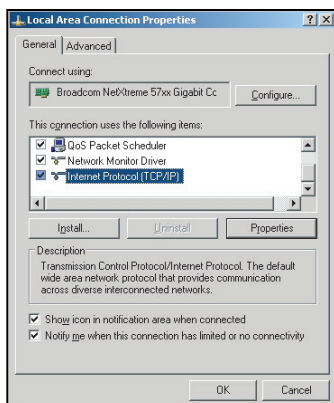 Local Area Connection Properties
General Advanced
Connect using:
Broadcom NetXtreme 57xx Gigabit Cc
Configure...
This connection uses the following items:
QoS Packet Scheduler
Network Monitor Driver
Internet Protocol (TCP/IP)
Install... Uninstall Properties
Description
Transmission Control Protocol/Internet Protocol. The default
wide area network protocol that provides communication
across diverse interconnected networks.
Show icon in notification area when connected
Notify me when this connection has limited or no connectivity
OK Cancel